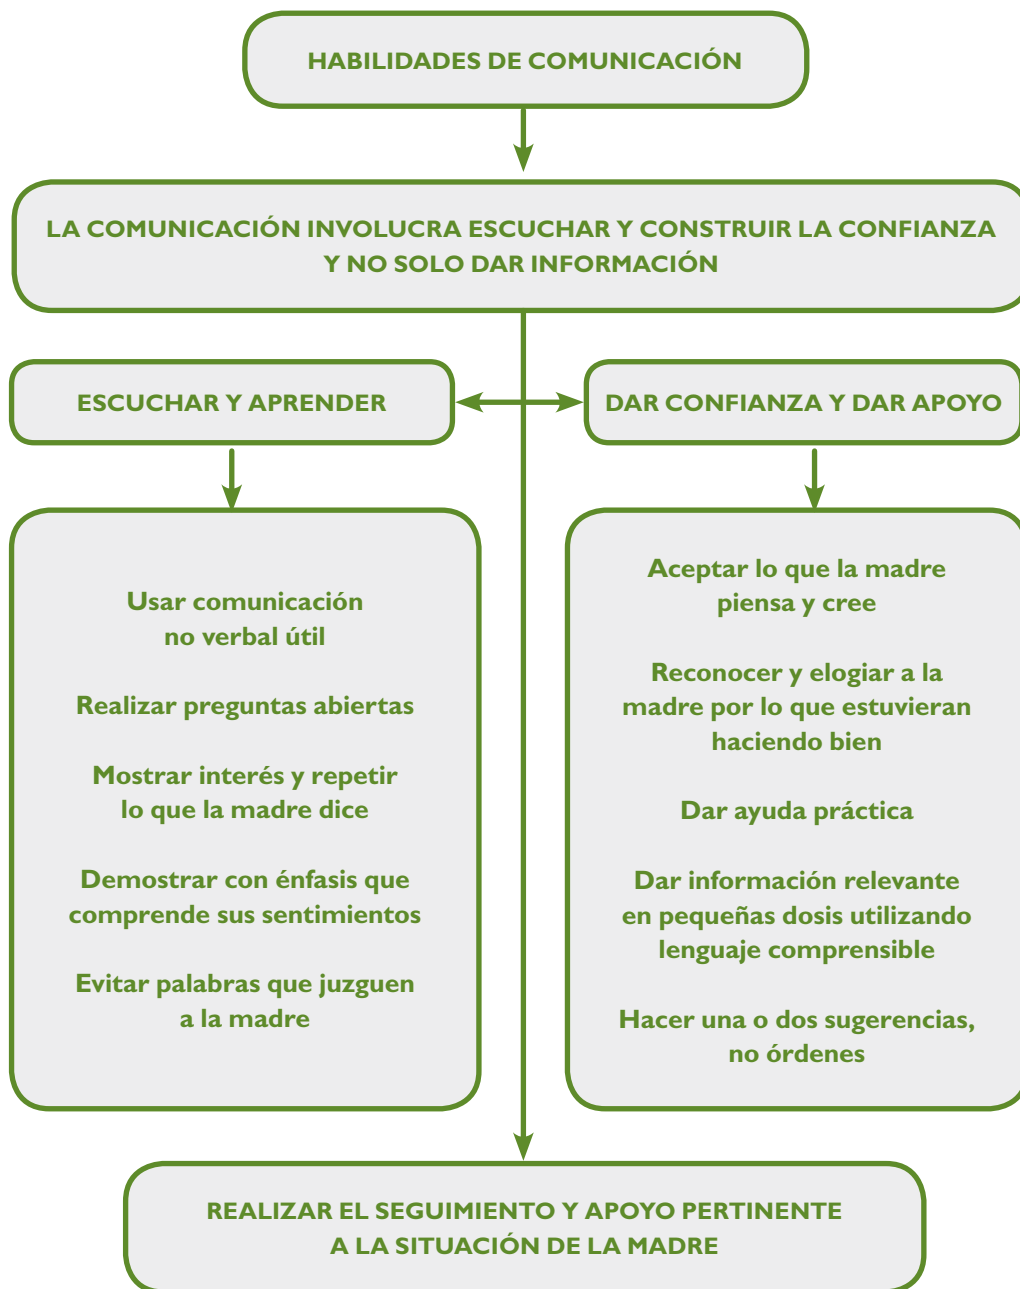 HABILIDADES DE COMUNICACIÓN
LA COMUNICACIÓN INVOLUCRA ESCUCHAR Y CONSTRUIR LA CONFIANZA
Y NO SOLO DAR INFORMACIÓN
ESCUCHAR Y APRENDER
Usar comunicación
no verbal útil
Realizar preguntas abiertas
Mostrar interés y repetir
lo que la madre dice
Demostrar con énfasis que
comprende sus sentimientos
Evitar palabras que juzguen
a la madre
DAR CONFIANZA Y DAR APOYO
Aceptar lo que la madre
piensa y cree
Reconocer y elogiar a la
madre por lo que estuvieran
haciendo bien
Dar ayuda práctica
Dar información relevante
en pequeñas dosis utilizando
lenguaje comprensible
Hacer una o dos sugerencias,
no órdenes
REALIZAR EL SEGUIMIENTO Y APOYO PERTINENTE
A LA SITUACIÓN DE LA MADRE